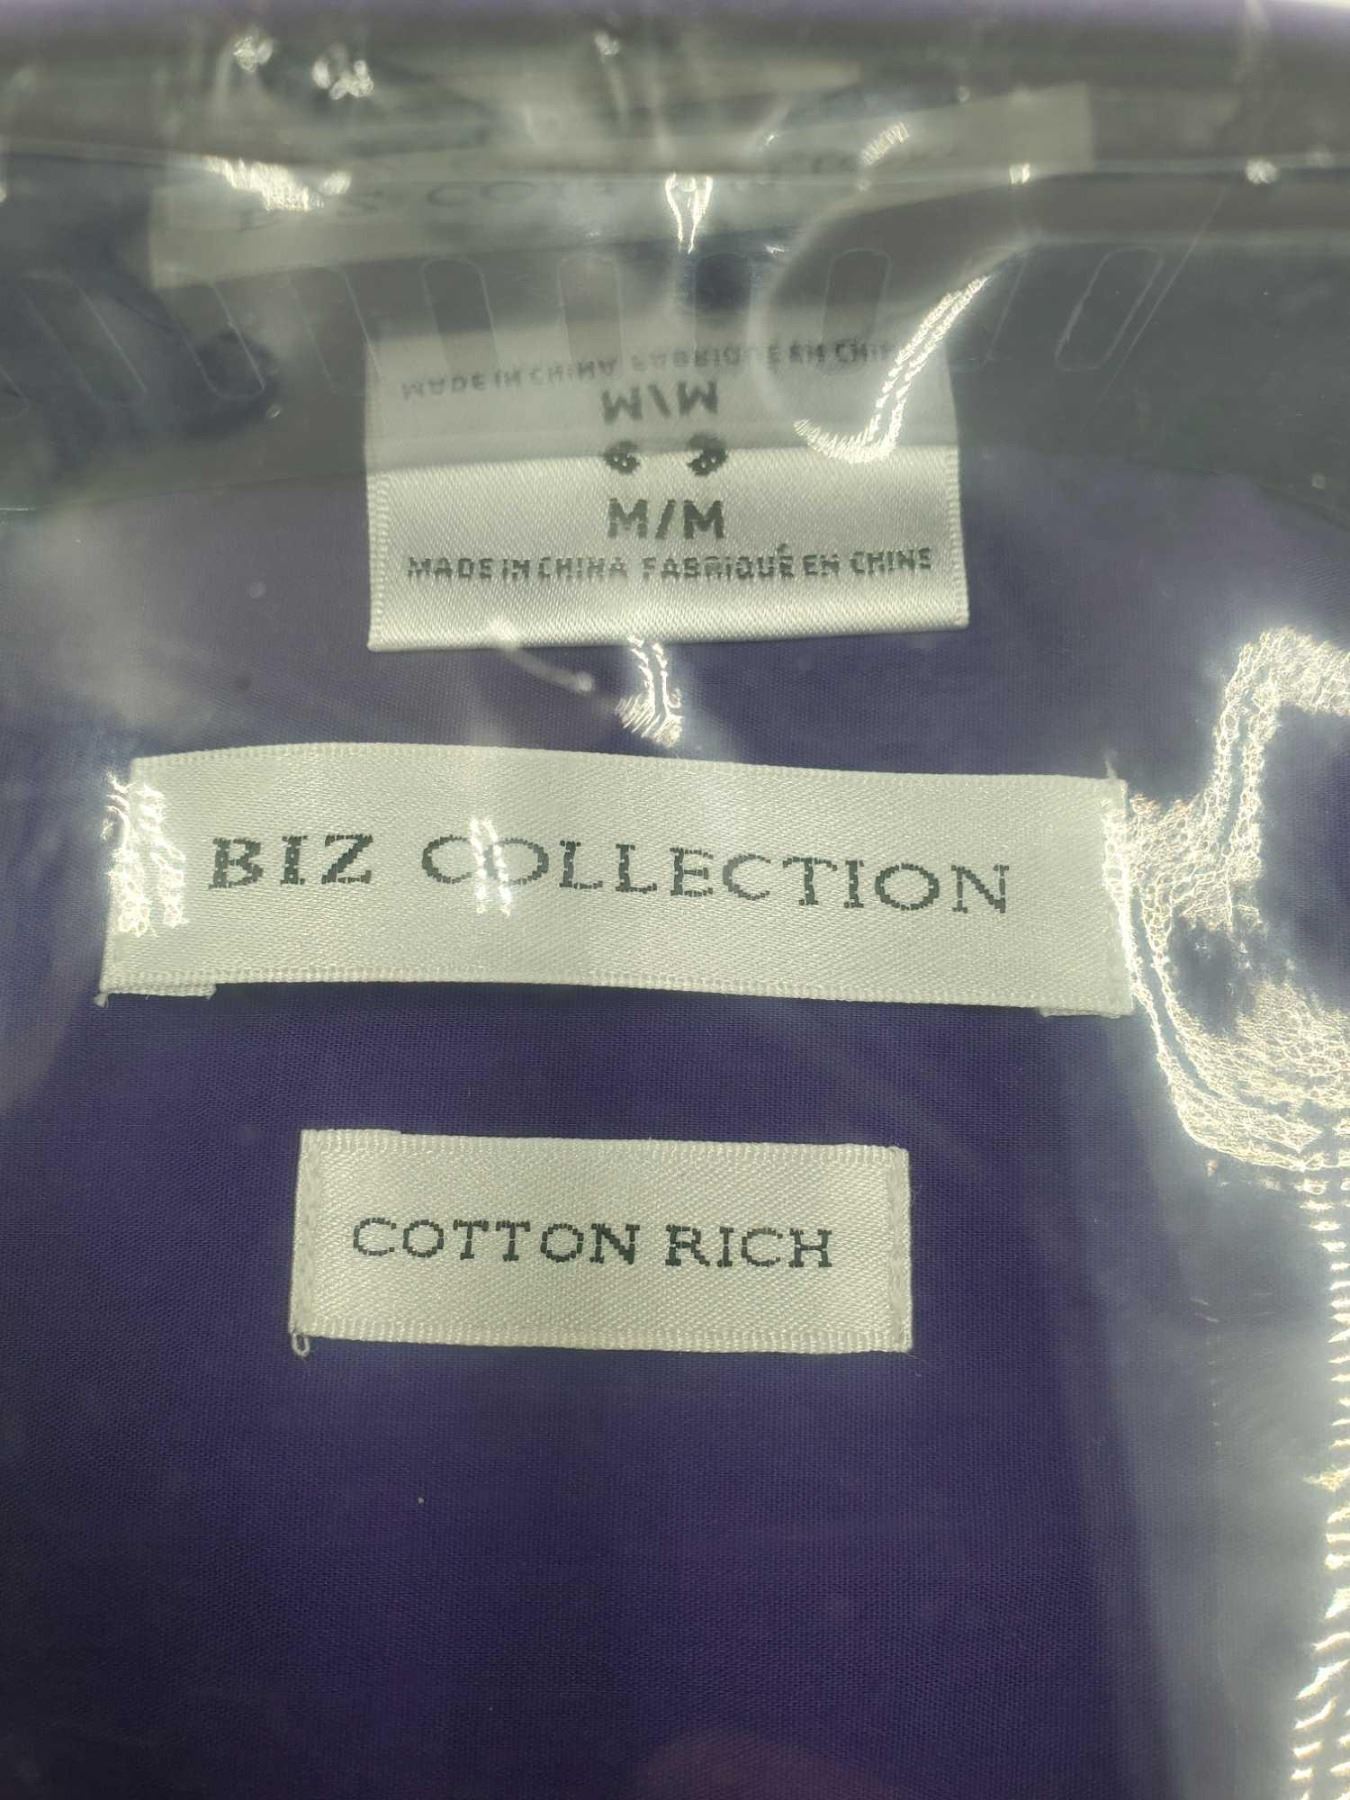 M/M
MADE IN CHINA FABRIQUÉ EN CHINE
BIZ COLLECTION
COTTON RICH